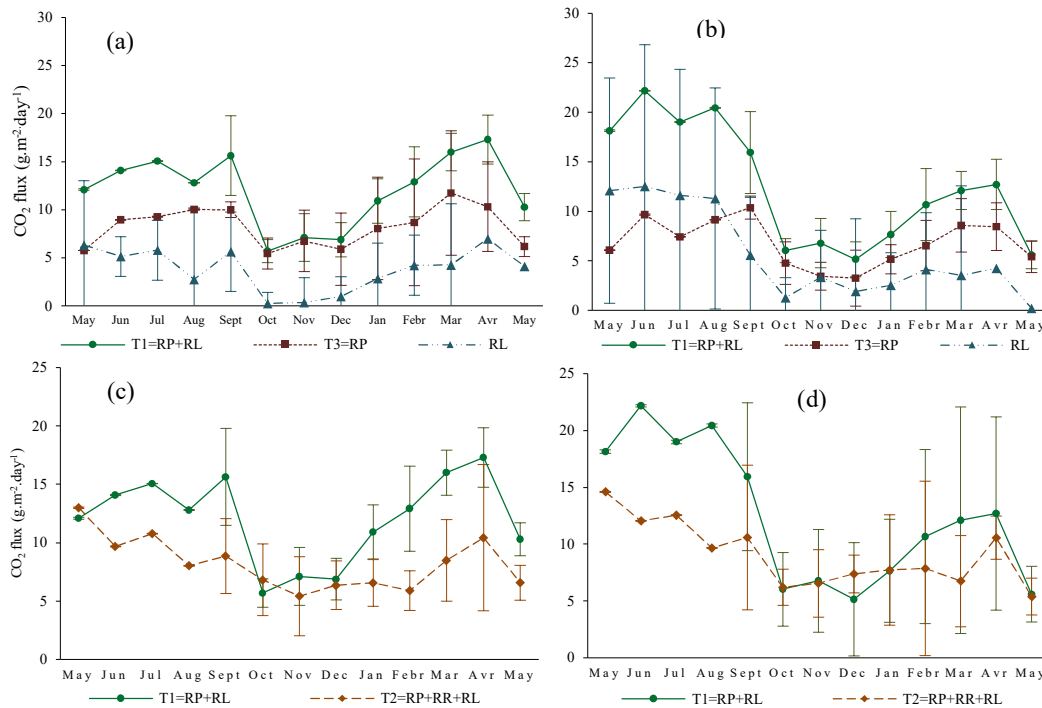 (a)
CO2 flux (g.m-2·day-1)
30
25
20
15
10
5
0
May Jun Jul Aug Sept Oct Nov Dec Jan Febr Mar Avr May
T1=RP+RL T3=RP RL
(b)
30
25
20
15
10
5
0
May Jun Jul Aug Sept Oct Nov Dec Jan Febr Mar Avr May
T1=RP+RL T3=RP RL
(c)
CO2 flux (g.m-2·day-1)
25
20
15
10
5
0
May Jun Jul Aug Sept Oct Nov Dec Jan Febr Mar Avr May
T1=RP+RL T2=RP+RR+RL
(d)
25
20
15
10
5
0
May Jun Jul Aug Sept Oct Nov Dec Jan Febr Mar Avr May
T1=RP+RL T2=RP+RR+RL